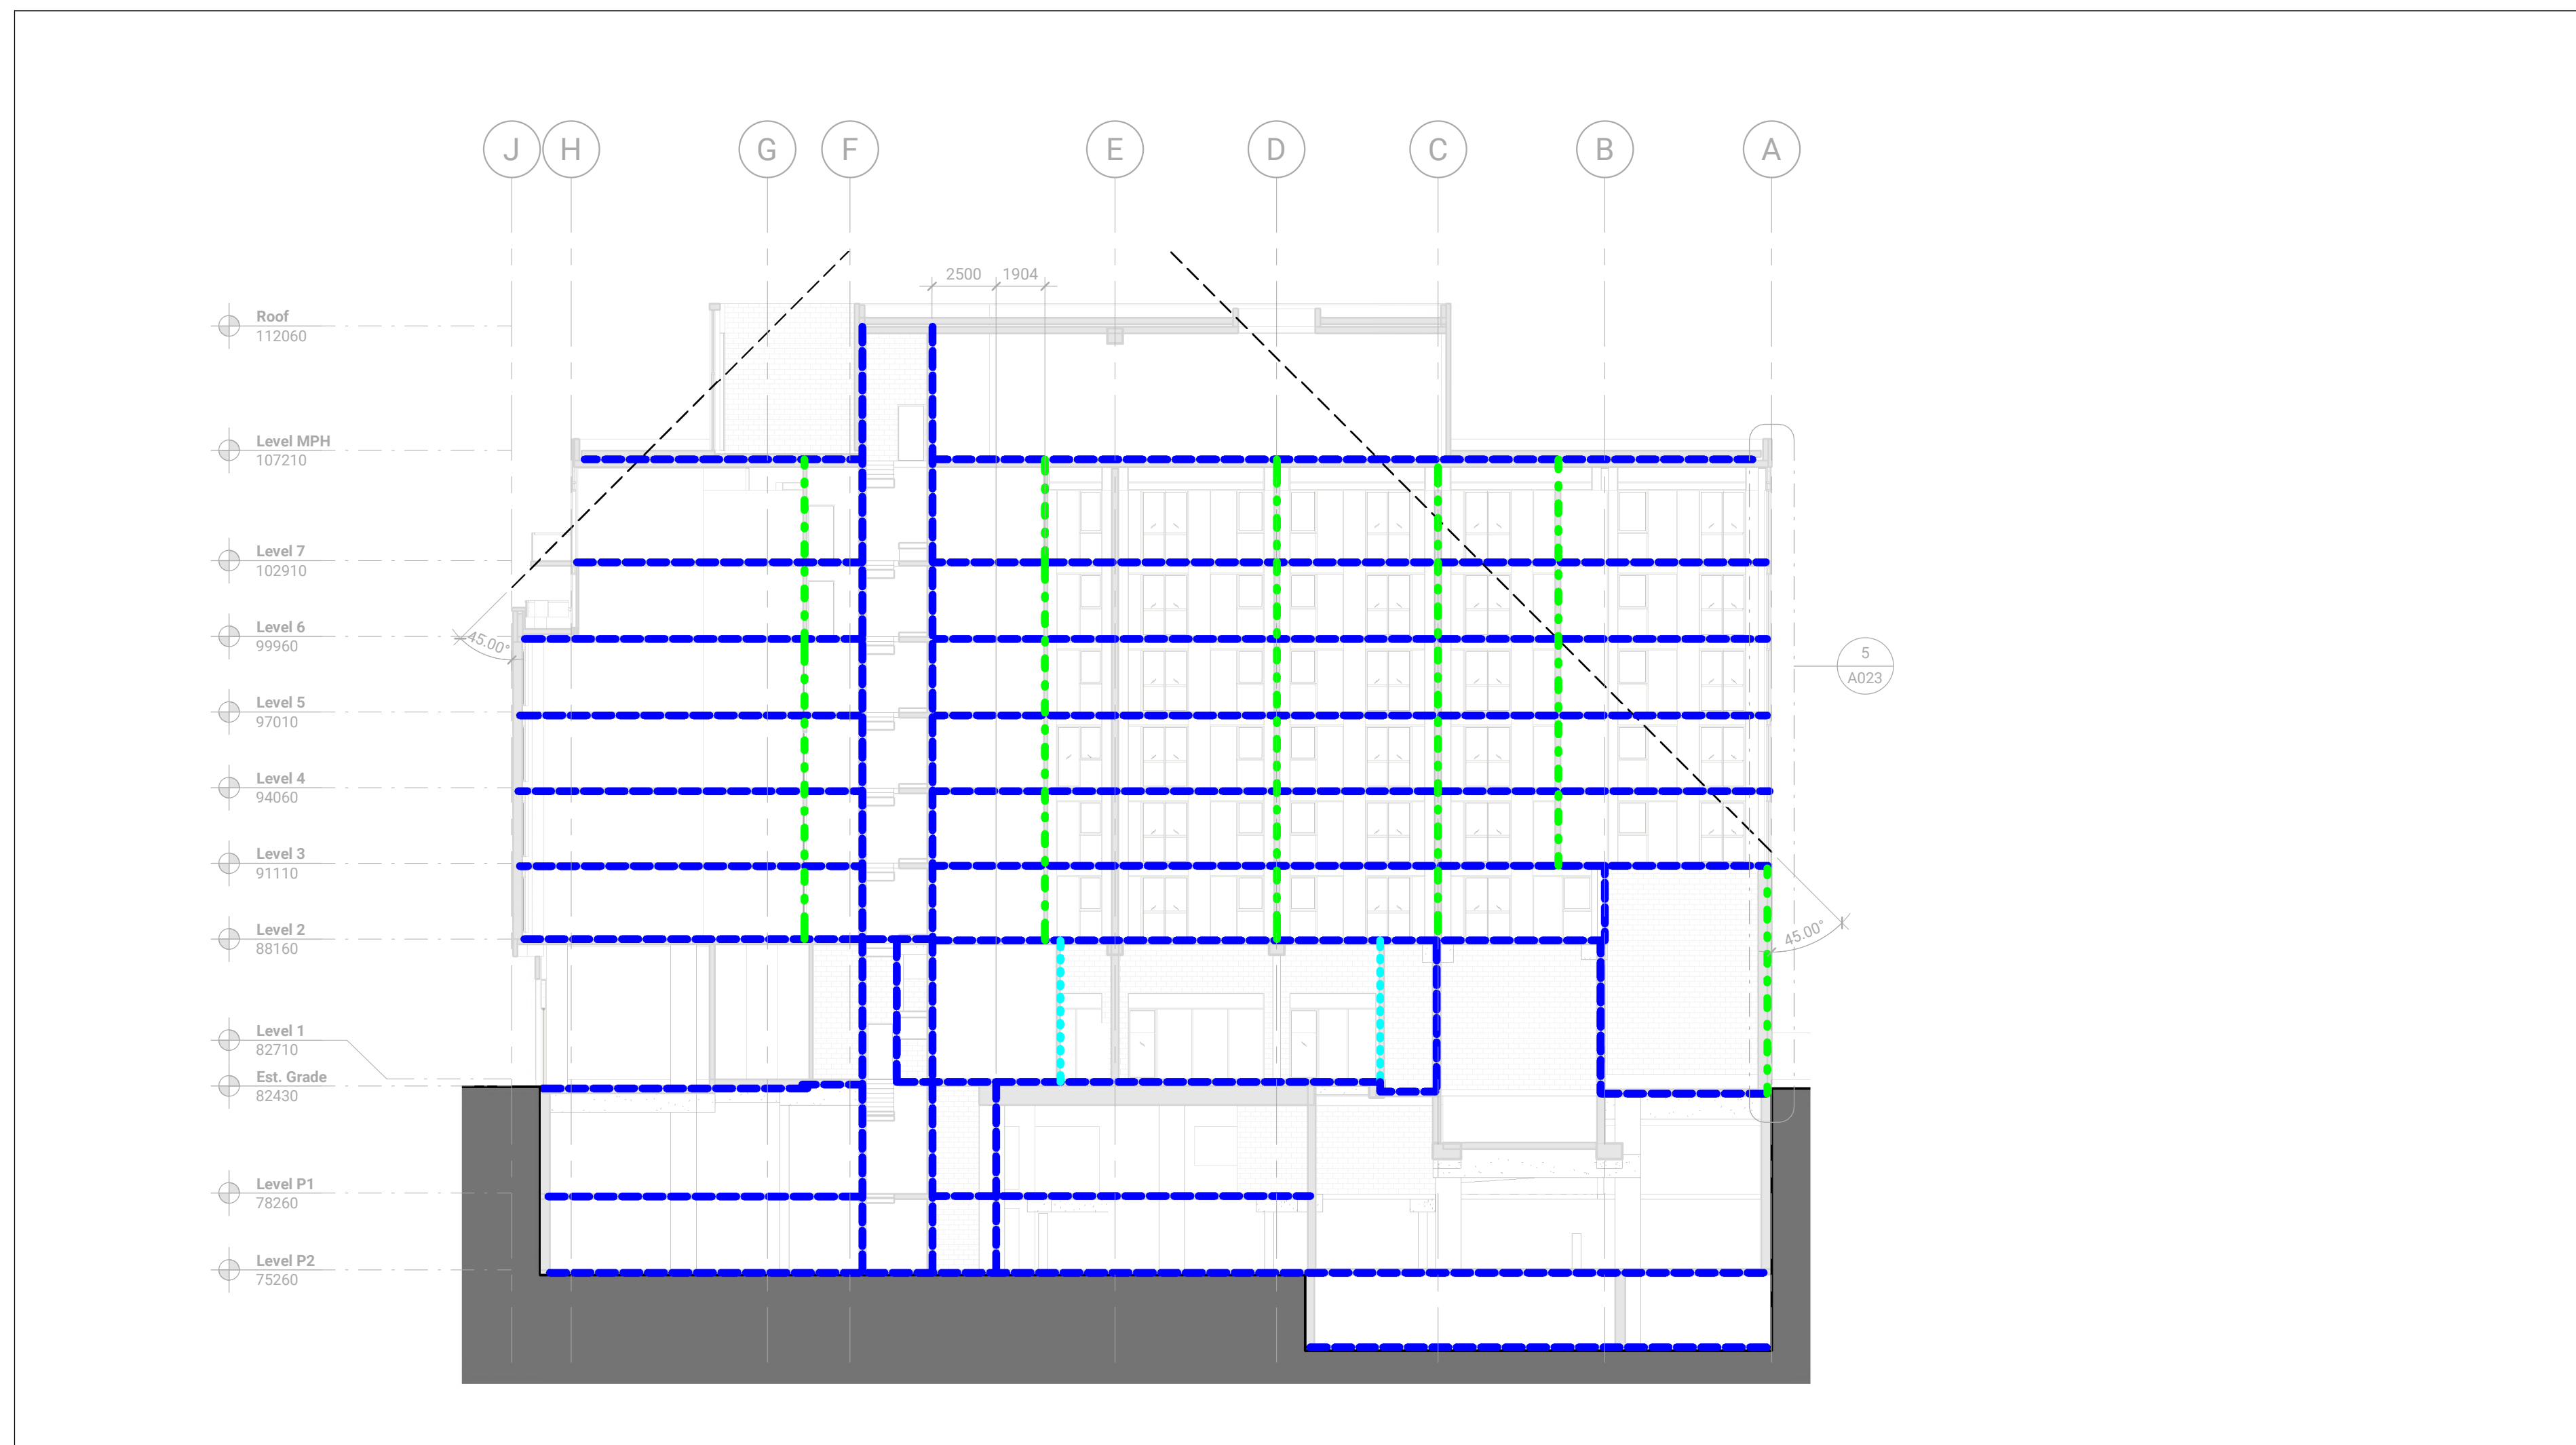 J H G F E D C B A
2500 1904
Roof
112060
Level MPH
107210
Level 7
102910
Level 6
99960
45.00°
5
A023
Level 5
97010
Level 4
94060
Level 3
91110
Level 2
88160
45.00°
Level 1
82710
Est. Grade
82430
Level P1
78260
Level P2
75260